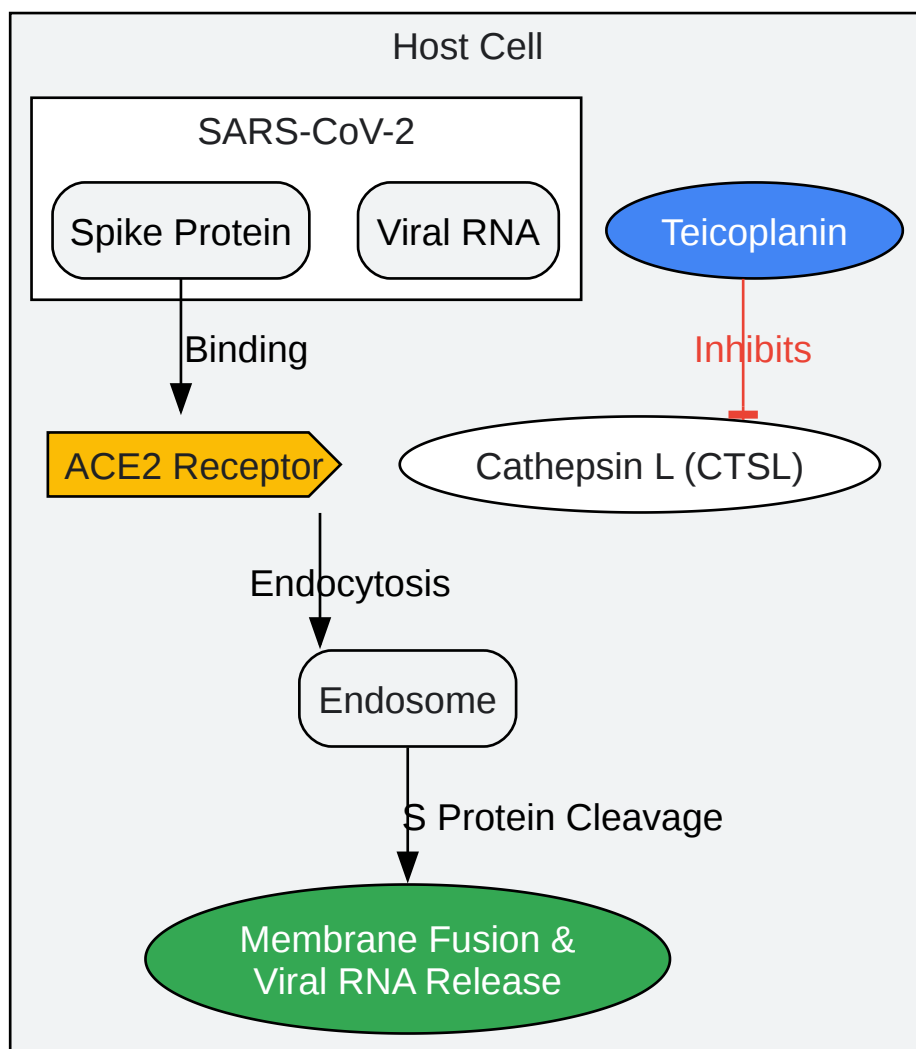 Host Cell
SARS-CoV-2
Spike Protein
Viral RNA
Teicoplanin
Binding
Inhibits
ACE2 Receptor
Cathepsin L (CTSL)
Endocytosis
Endosome
S Protein Cleavage
Membrane Fusion &
Viral RNA Release